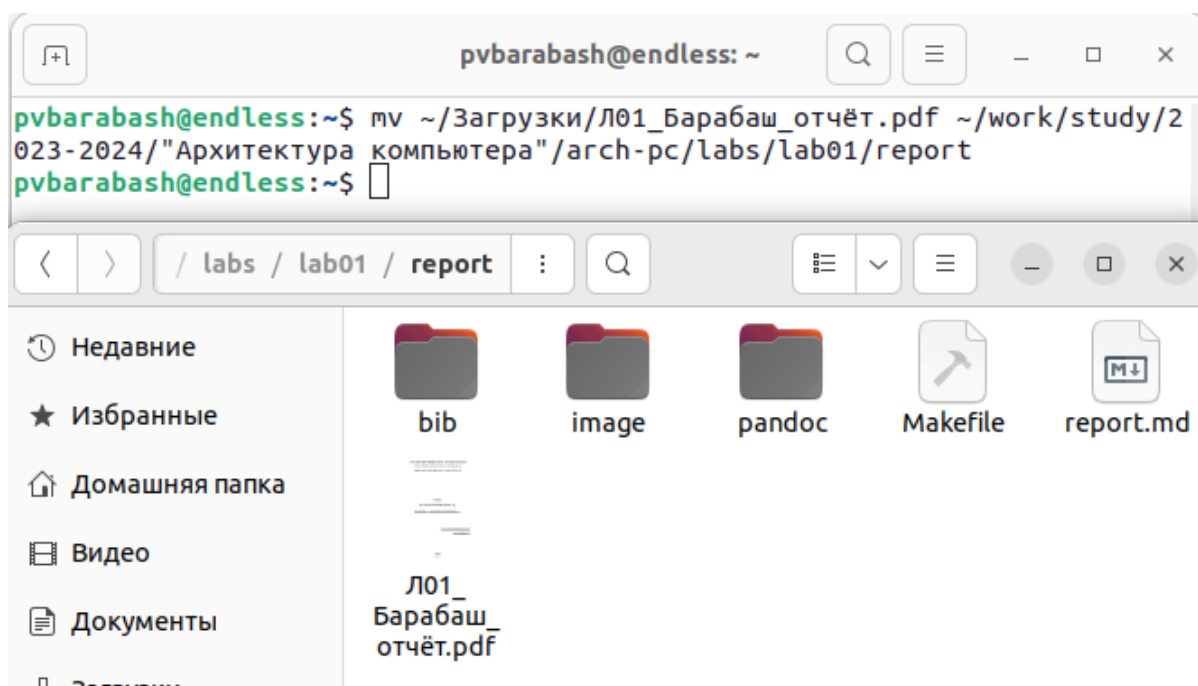 pvbarabash@endless: ~
pvbarabash@endless:~$ mv ~/Загрузки/Л01_Барабаш_отчёт.pdf ~/work/study/2
023-2024/"Архитектура компьютера"/arch-pc/labs/lab01/report
pvbarabash@endless:~$
/ labs / lab01 / report
Недавние
Избранные
Домашняя папка
Видео
Документы
bib
image
pandoc
Makefile
report.md
Л01_
Барабаш_
отчёт.pdf